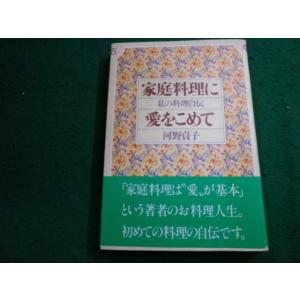 家庭料理に
私の料理自伝
愛をこめて
河野貞子
「家庭料理は“愛”が基本」
という著者のお料理人生。
初めての料理の自伝です。